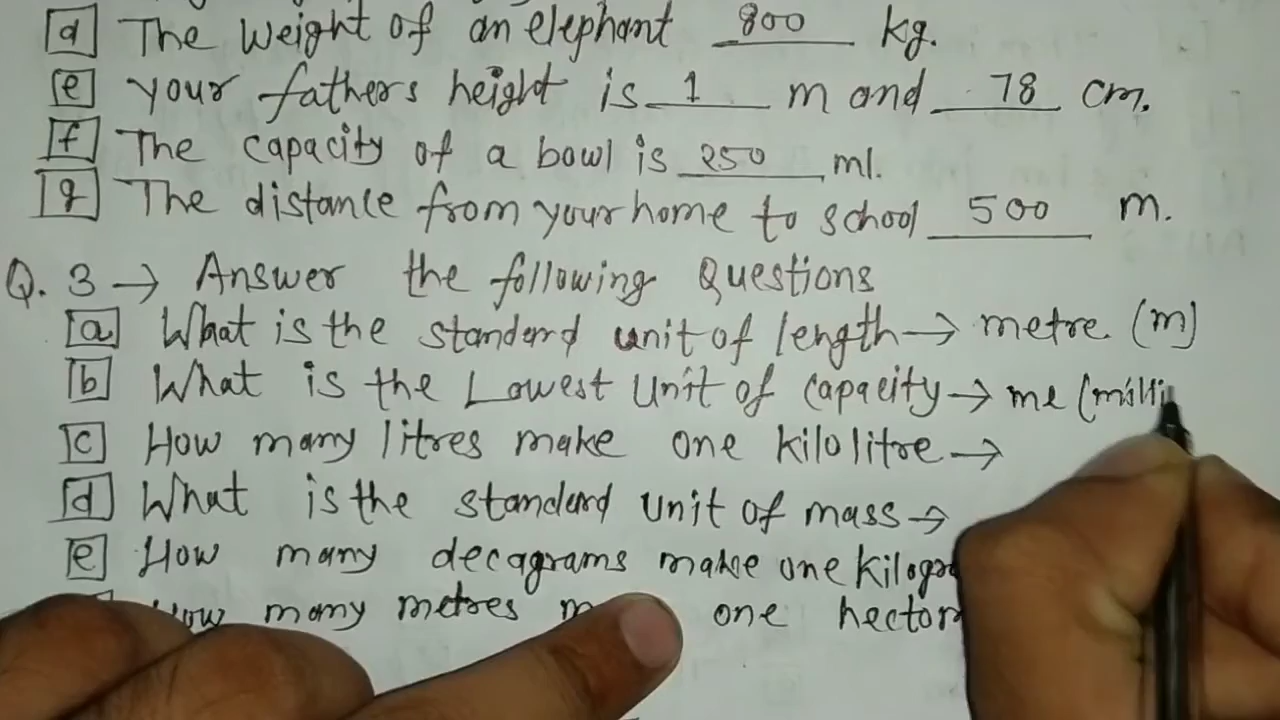 d The weight of an elephant 800 kg.
e your fathers height is 1 m and 78 cm.
f The capacity of a bowl is 250 ml.
g The distance from your home to school 500 m.
Q. 3 → Answer the following Questions
a What is the standard unit of length → metre (m)
b What is the Lowest Unit of Capacity → ml (milli
c How many litres make one kilolitre →
d What is the standard Unit of mass →
e How many decagrams make one kilogra
How many metres one hectom